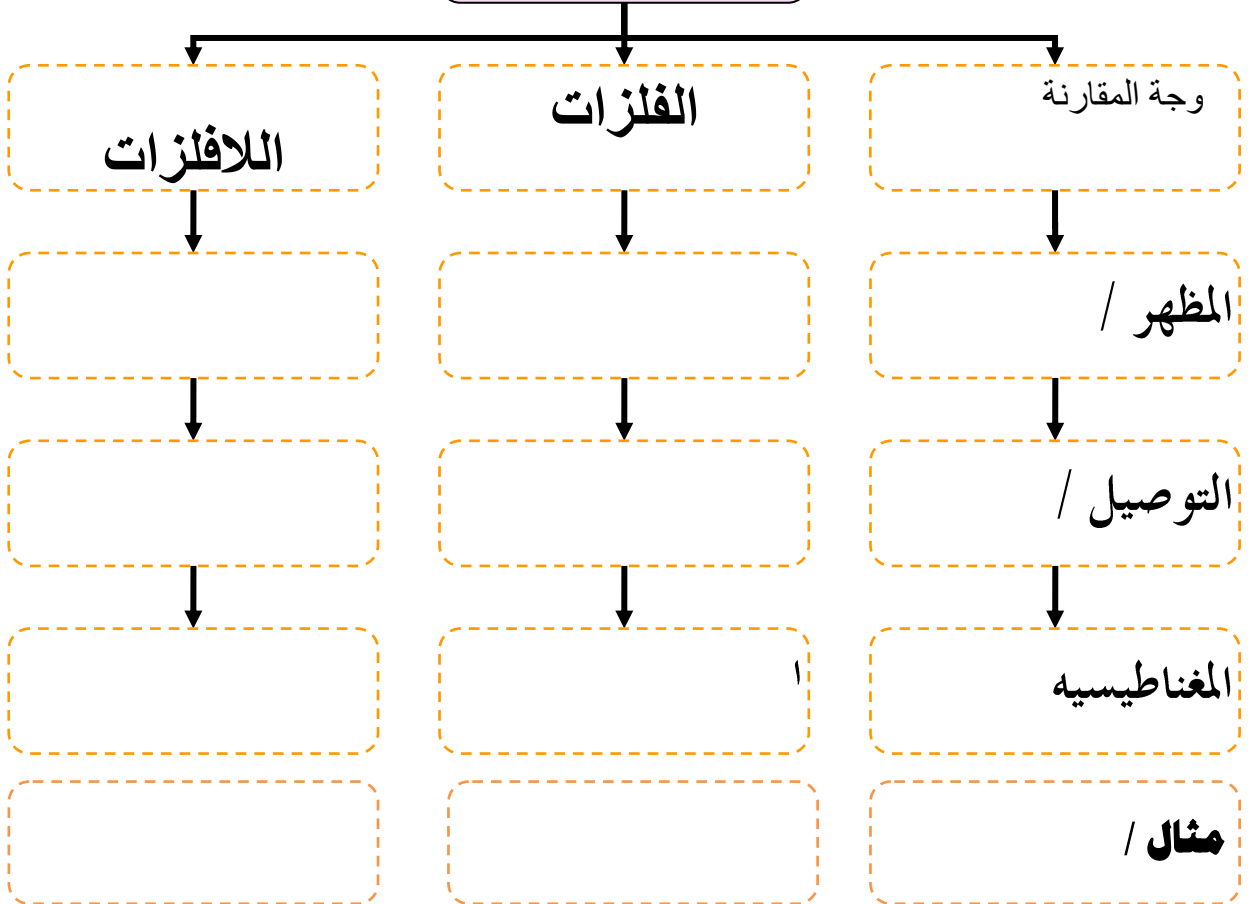 وجة المقارنة
الفلزات
اللافلزات
المظهر /
التوصيل /
المغناطيسيه
ا
مثال /